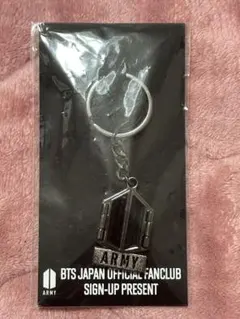 ARMY
BTS JAPAN OFFICIAL FANCLUB
SIGN-UP PRESENT
ARMY